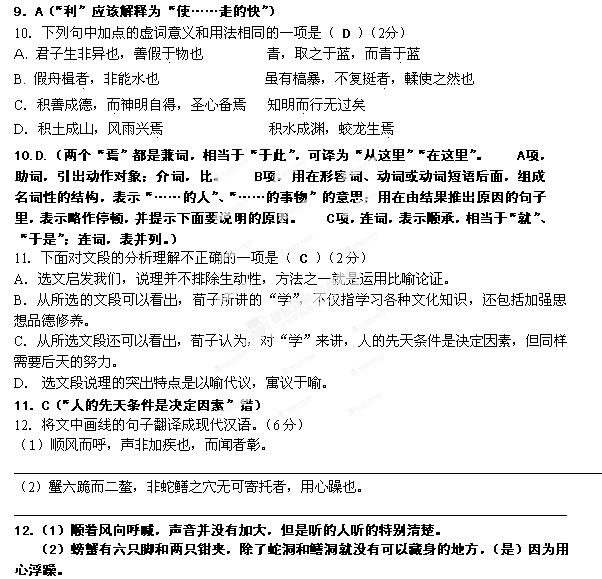 9．A（“利”应该解释为“使……走的快”）
10．下列句中加点的虚词意义和用法相同的一项是（ D ）（2分）
A. 君子生非异也，善假于物也 青，取之于蓝，而青于蓝
B. 假舟楫者，非能水也 虽有槁暴，不复挺者，輮使之然也
C．积善成德，而神明自得，圣心备焉 知明而行无过矣
D．积土成山，风雨兴焉 积水成渊，蛟龙生焉
10.D.（两个“焉”都是兼词，相当于“于此”，可译为“从这里”“在这里”。 A项，
助词，引出动作对象；介词，比。 B项，用在形容词、动词或动词短语后面，组成
名词性的结构，表示“……的人”、“……的事物”的意思；用在由结果推出原因的句子
里，表示略作停顿，并提示下面要说明的原因。 C项，连词，表示顺承，相当于“就”、
“于是”；连词，表并列。）
11．下面对文段的分析理解不正确的一项是（ C ）（2分）
A．选文启发我们，说理并不排除生动性，方法之一就是运用比喻论证。
B．从所选的文段可以看出，荀子所讲的“学”，不仅指学习各种文化知识，还包括加强思
想品德修养。
C．从所选文段还可以看出，荀子认为，对“学”来讲，人的先天条件是决定因素，但同样
需要后天的努力。
D． 选文段说理的突出特点是以喻代议，寓议于喻。
11．C（“人的先天条件是决定因素”错）
12．将文中画线的句子翻译成现代汉语。（6分）
（1）顺风而呼，声非加疾也，而闻者彰。
（2）蟹六跪而二螯，非蛇鳝之穴无可寄托者，用心躁也。
12．（1）顺着风向呼喊，声音并没有加大，但是听的人听的特别清楚。
（2）螃蟹有六只脚和两只钳夹，除了蛇洞和鳝洞就没有可以藏身的地方，（是）因为用
心浮躁。